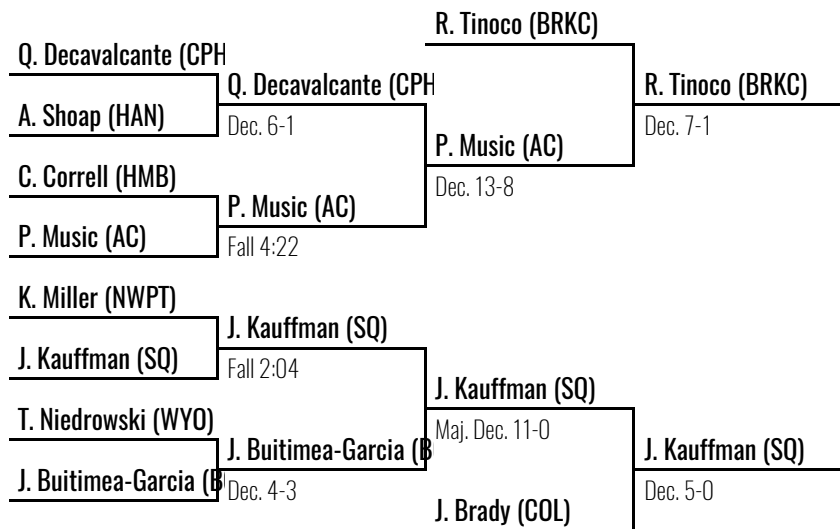 R. Tinoco (BRKC)
Q. Decavalcante (CPH
Q. Decavalcante (CPH
R. Tinoco (BRKC)
A. Shoap (HAN)
Dec. 6-1
Dec. 7-1
P. Music (AC)
C. Correll (HMB)
Dec. 13-8
P. Music (AC)
P. Music (AC)
Fall 4:22
K. Miller (NWPT)
J. Kauffman (SQ)
J. Kauffman (SQ)
Fall 2:04
J. Kauffman (SQ)
T. Niedrowski (WYO)
Maj. Dec. 11-0
J. Buitimea-Garcia (B
J. Kauffman (SQ)
J. Buitimea-Garcia (B
Dec. 4-3
Dec. 5-0
J. Brady (COL)